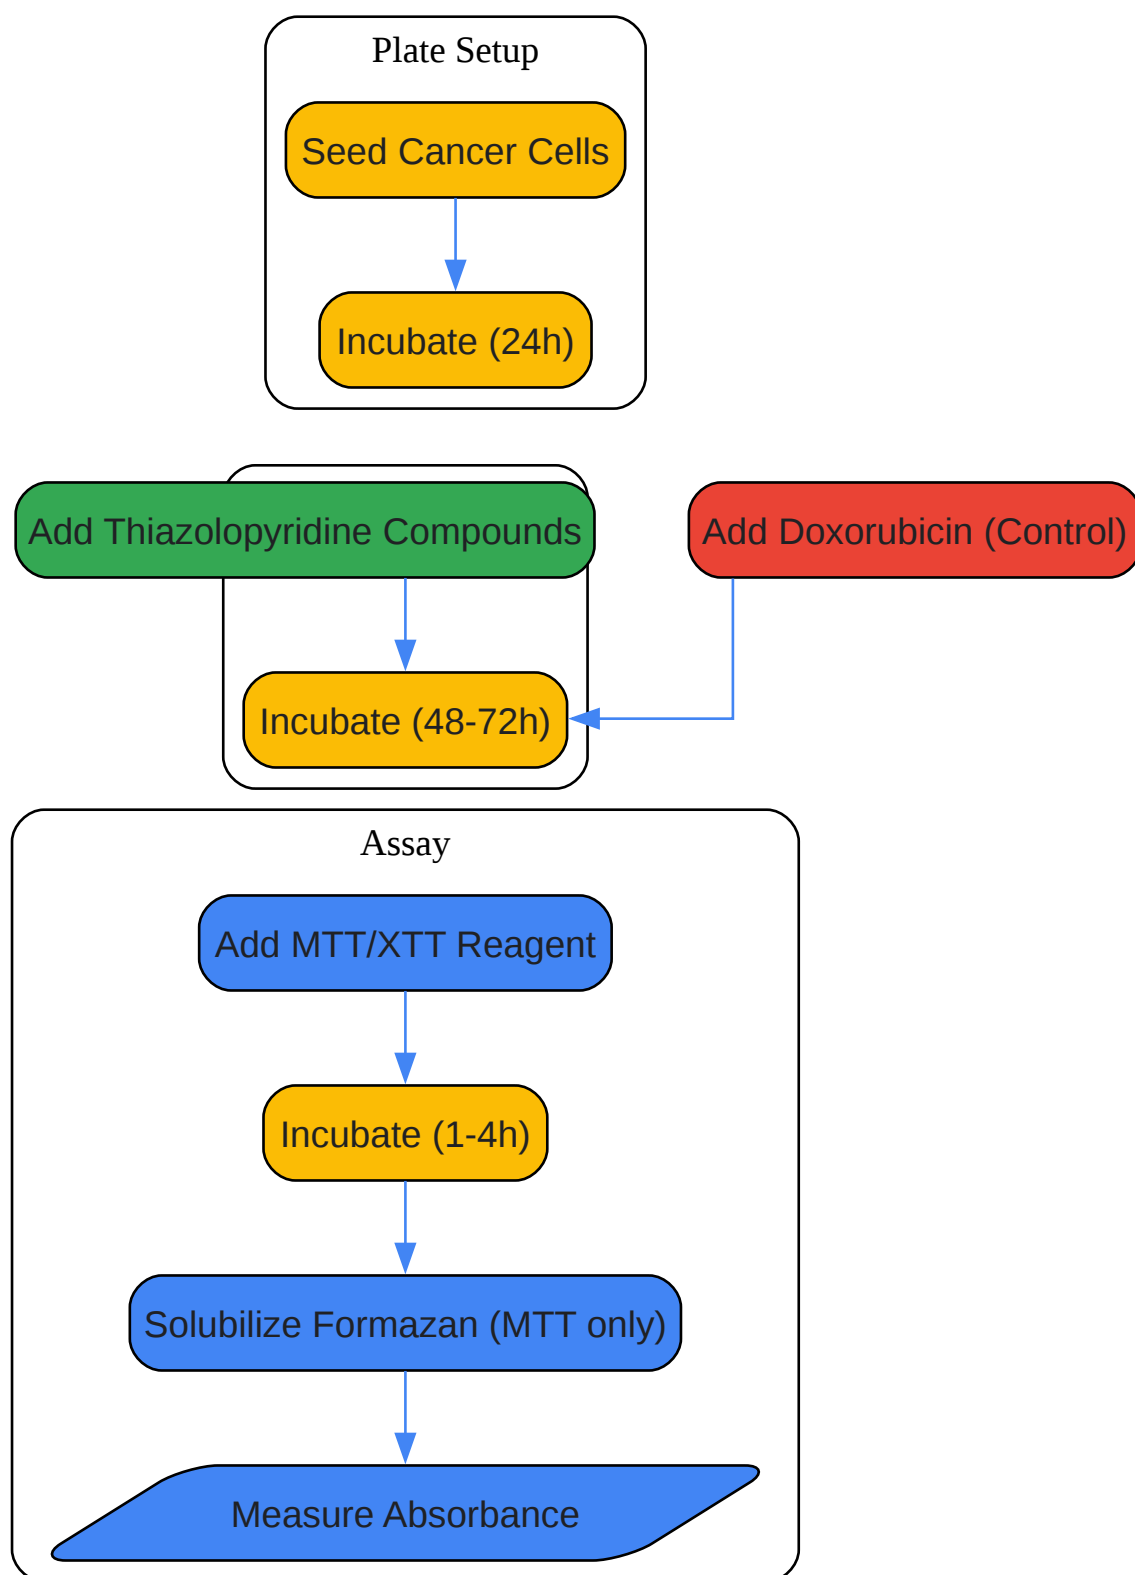 Plate Setup
Seed Cancer Cells
Incubate (24h)
Add Thiazolopyridine Compounds
Add Doxorubicin (Control)
Incubate (48-72h)
Assay
Add MTT/XTT Reagent
Incubate (1-4h)
Solubilize Formazan (MTT only)
Measure Absorbance